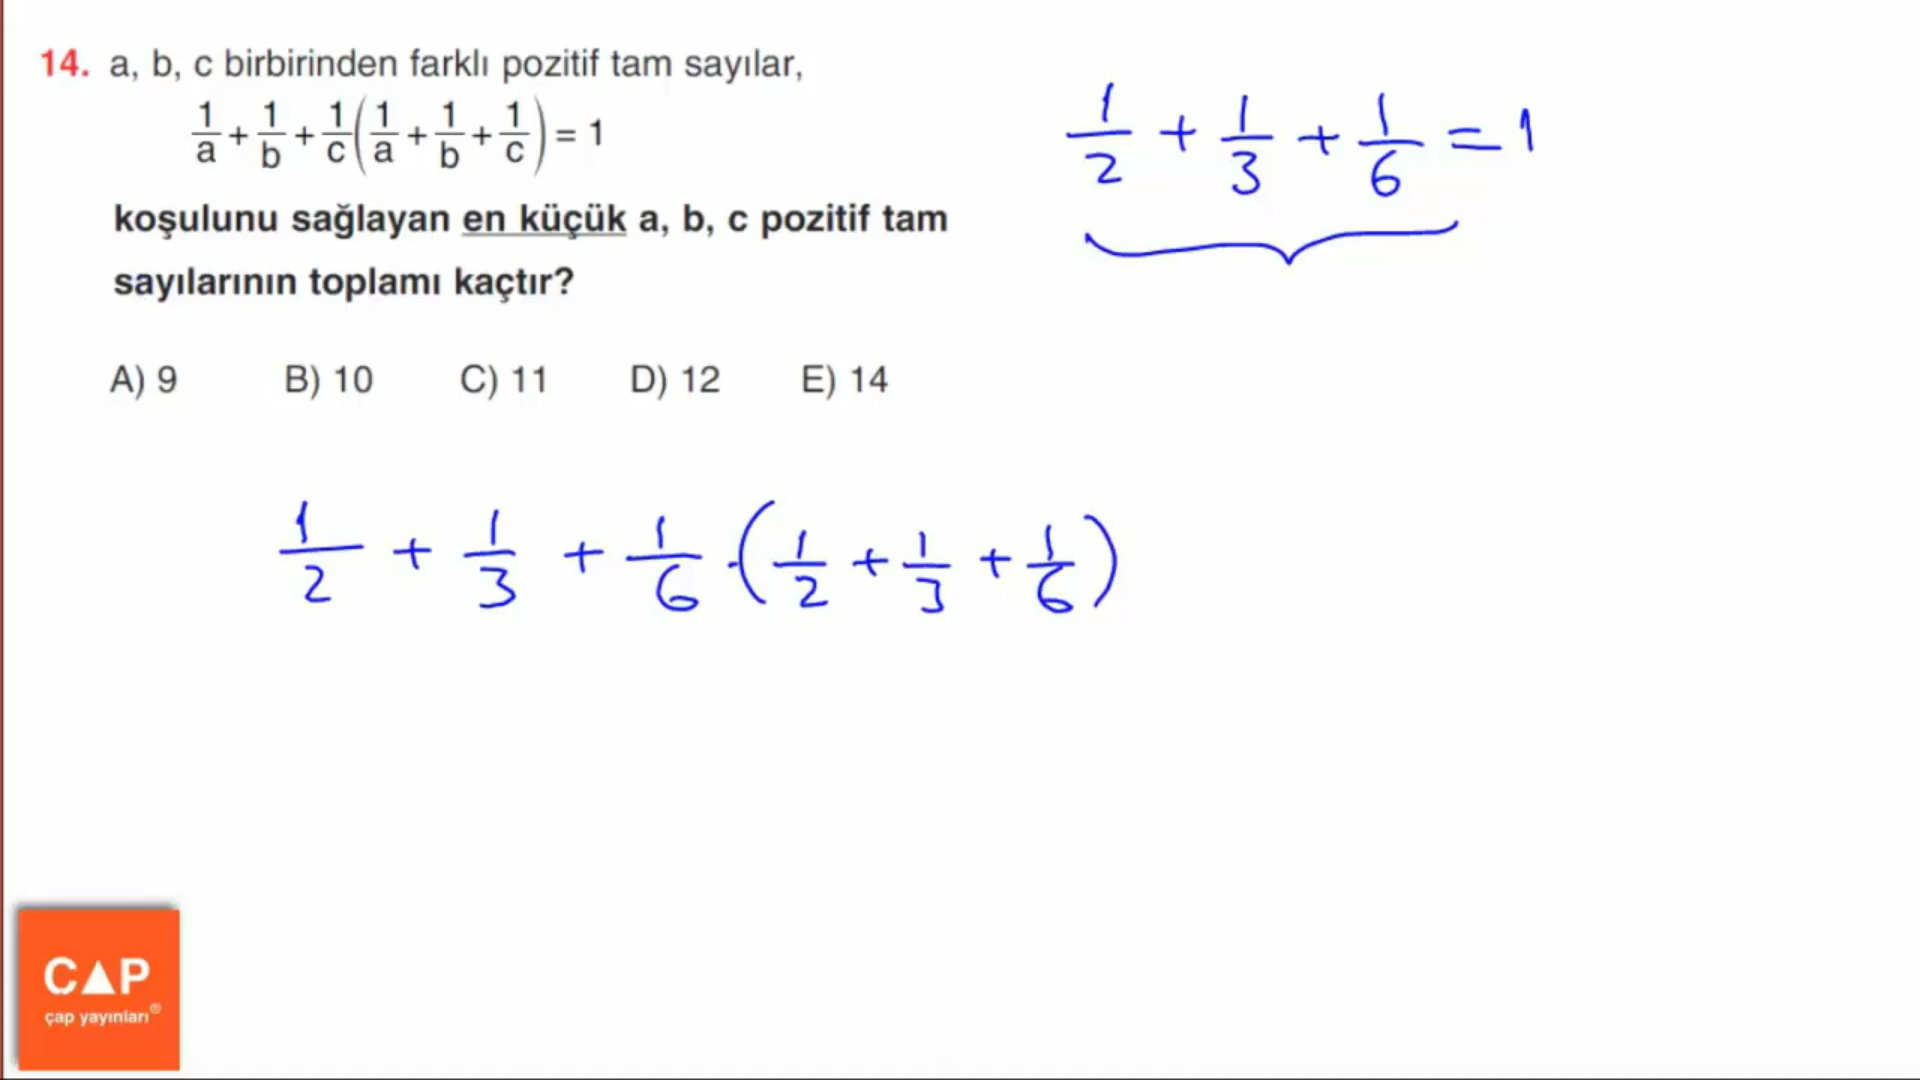 14. a, b, c birbirinden farklı pozitif tam sayılar,
1/a + 1/b + 1/c (1/a + 1/b + 1/c) = 1
koşulunu sağlayan en küçük a, b, c pozitif tam
sayılarının toplamı kaçtır?
A) 9 B) 10 C) 11 D) 12 E) 14
1/2 + 1/3 + 1/6 = 1
1/2 + 1/3 + 1/6 · (1/2 + 1/3 + 1/6)
CAP
çap yayınları®